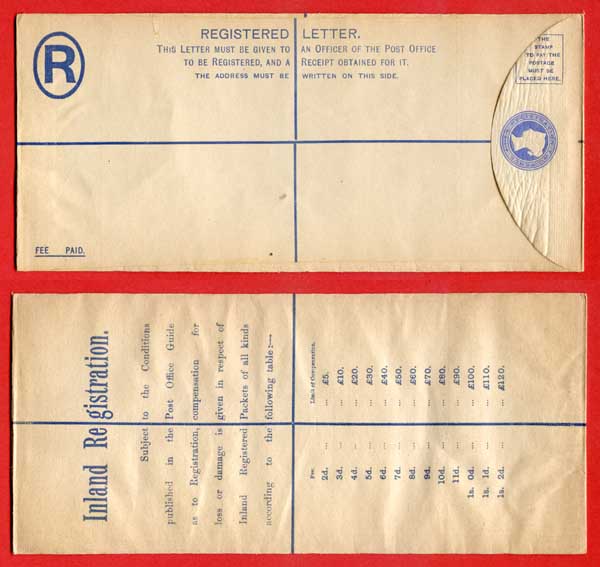 R
REGISTERED LETTER.
THIS LETTER MUST BE GIVEN TO AN OFFICER OF THE POST OFFICE
TO BE REGISTERED, AND A RECEIPT OBTAINED FOR IT.
THE ADDRESS MUST BE WRITTEN ON THIS SIDE.
THE
STAMP
TO PAY THE
POSTAGE
MUST BE
PLACED HERE.
FEE PAID.
Inland Registration.
Subject to the Conditions
published in the Post Office Guide
as to Registration, compensation for
loss or damage is given in respect of
Inland Registered Packets of all kinds
according to the following table:—
Fee. Limit of Compensation.
2d. ... ... £5.
3d. ... ... £10.
4d. ... ... £20.
5d. ... ... £30.
6d. ... ... £40.
7d. ... ... £50.
8d. ... ... £60.
9d. ... ... £70.
10d. ... ... £80.
11d. ... ... £90.
1s. 0d. ... ... £100.
1s. 1d. ... ... £110.
1s. 2d. ... ... £120.